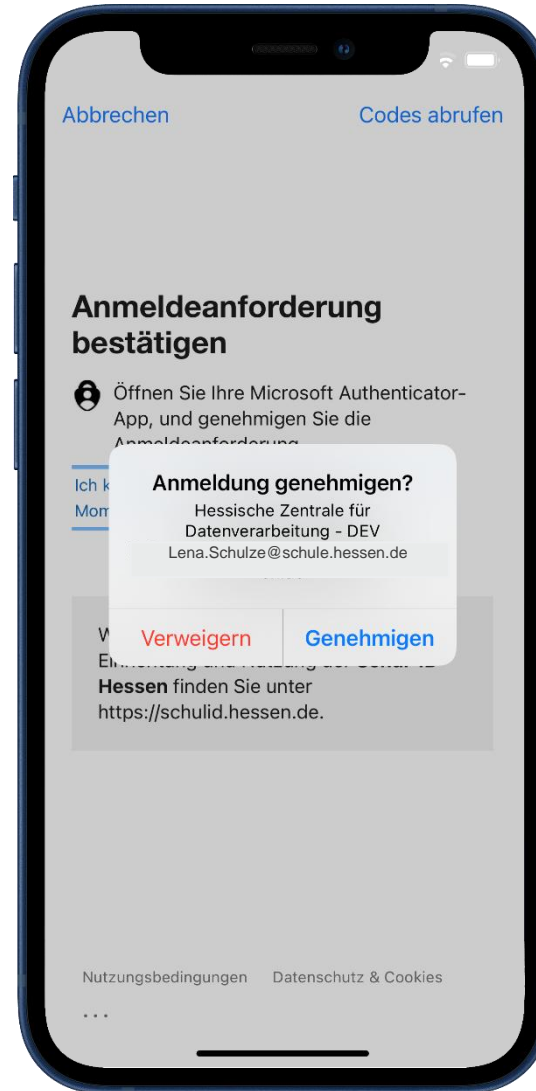 Abbrechen
Codes abrufen
Anmeldeanforderung
bestätigen
Öffnen Sie Ihre Microsoft Authenticator-
App, und genehmigen Sie die
Anmeldeanforderung
Ich
Anmeldung genehmigen?
Hessische Zentrale für
Datenverarbeitung - DEV
Lena.Schulze@schule.hessen.de
Verweigern
Genehmigen
Hessen finden Sie unter
https://schulid.hessen.de.
Nutzungsbedingungen
Datenschutz & Cookies
...